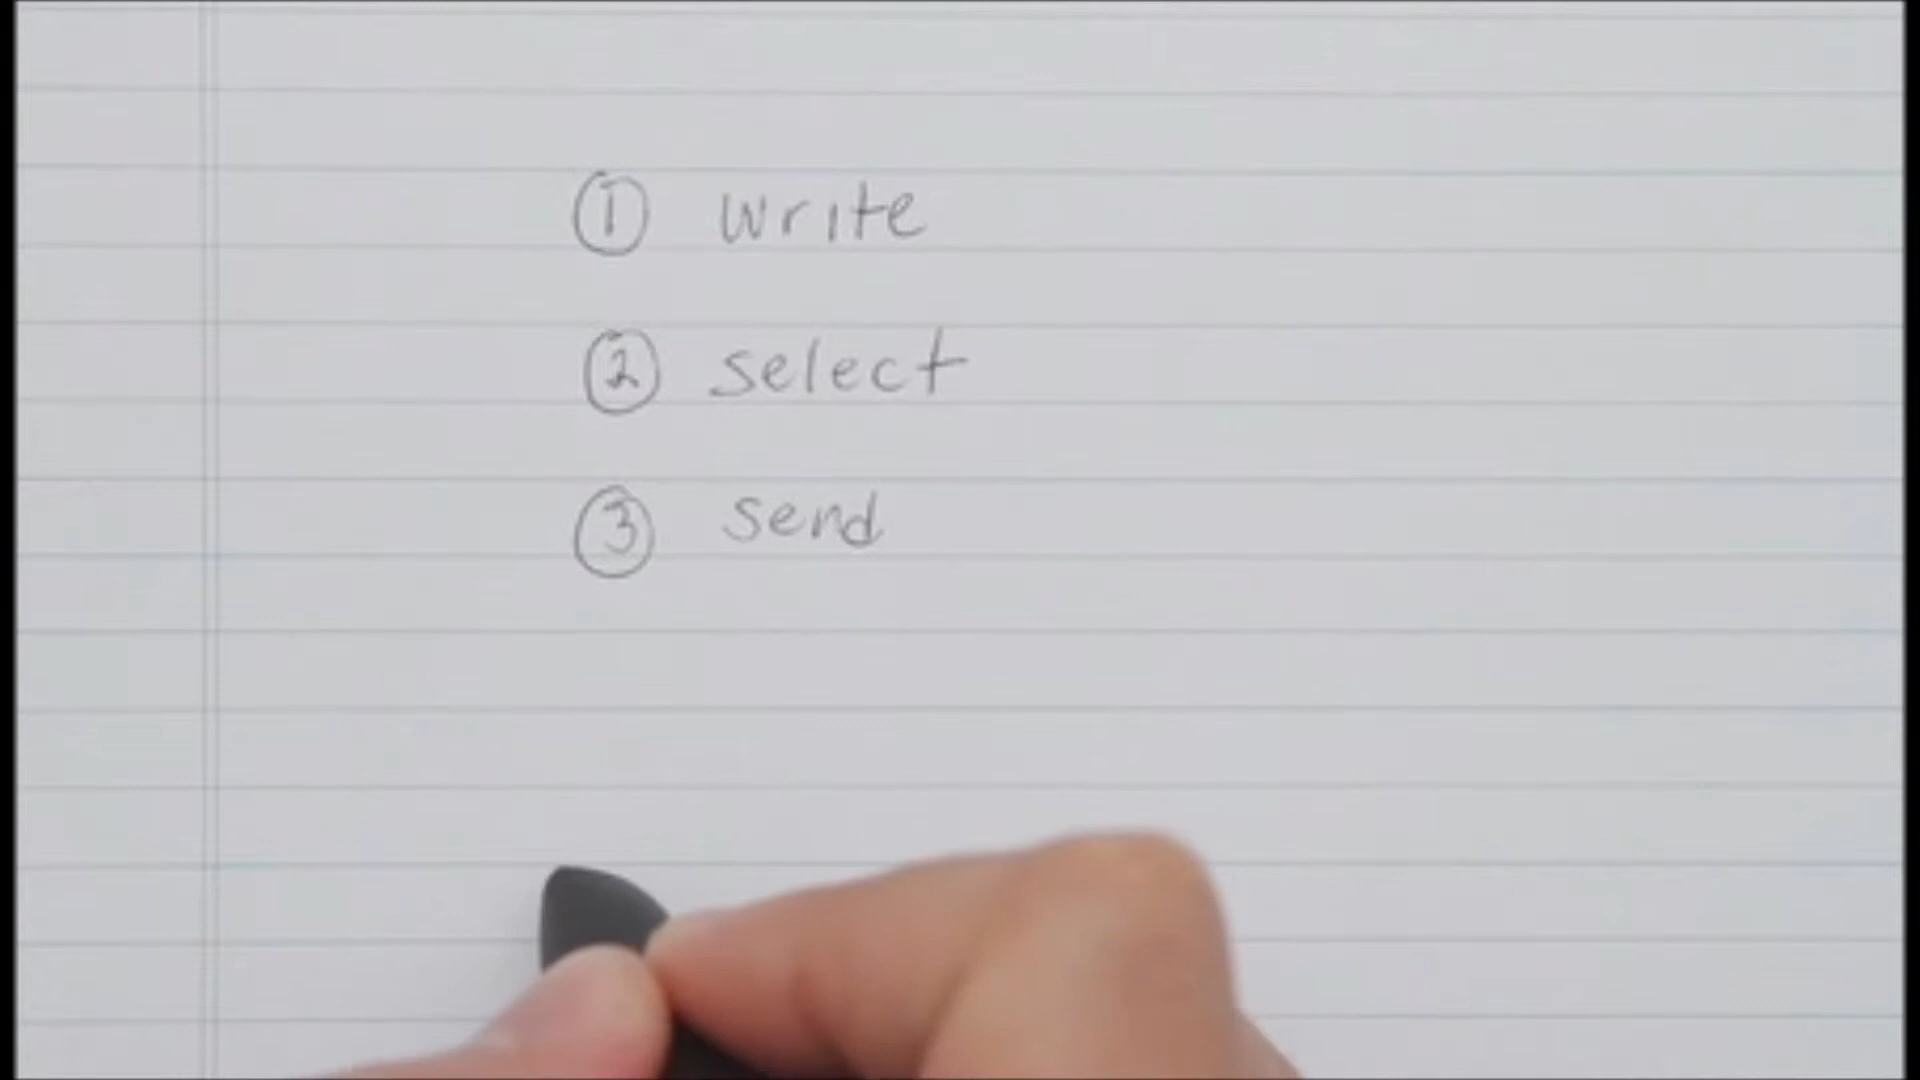 ① write
② select
③ send